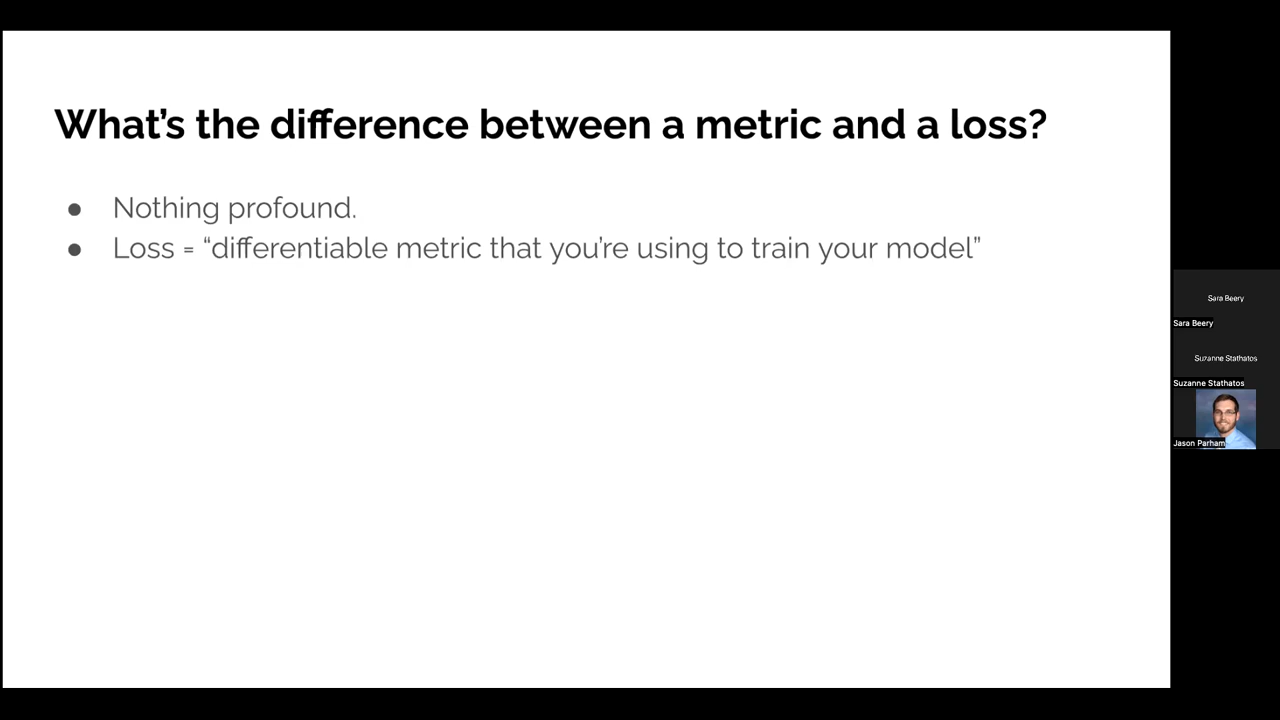 What’s the difference between a metric and a loss?
● Nothing profound.
● Loss = “differentiable metric that you’re using to train your model”
Sara Beery
Sara Beery
Suzanne Stathatos
Suzanne Stathatos
Jason Parham